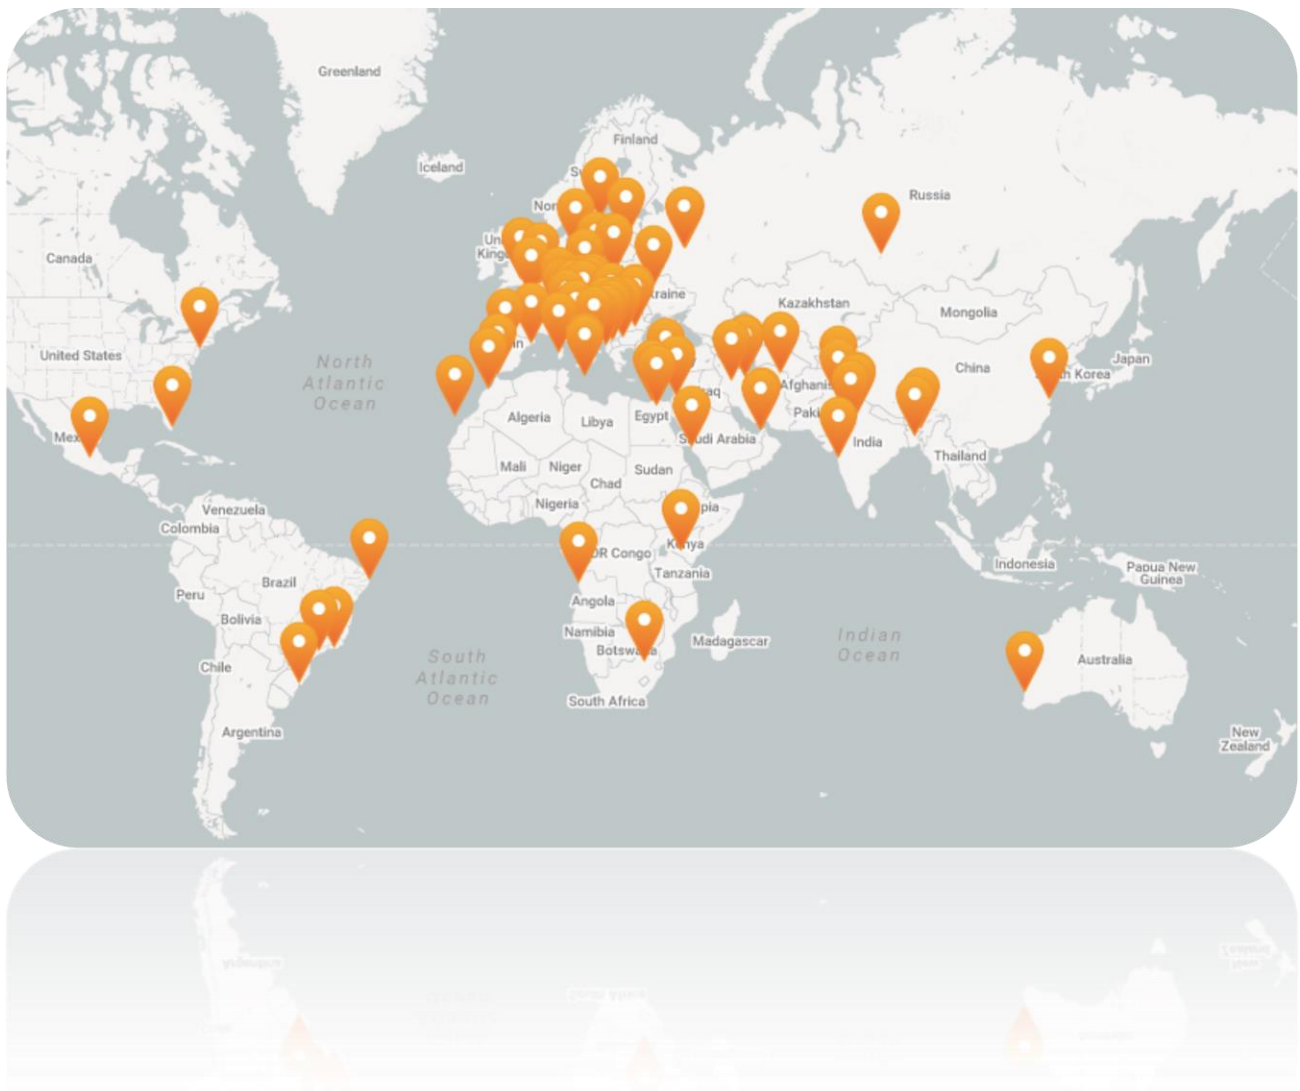 Greenland
Finland
Iceland
Russia
Canada
Kazakhstan
Mongolia
United States
North
Atlantic
Ocean
China
Japan
Algeria
Libya
Egypt
India
Mali
Niger
Chad
Sudan
Thailand
Nigeria
Venezuela
Colombia
DR Congo
Tanzania
Indonesia
Papua New
Guinea
Brazil
Peru
Bolivia
Angola
Namibia
Madagascar
Indian
Ocean
Chile
South
Atlantic
Ocean
Australia
South Africa
Argentina
New
Zealand